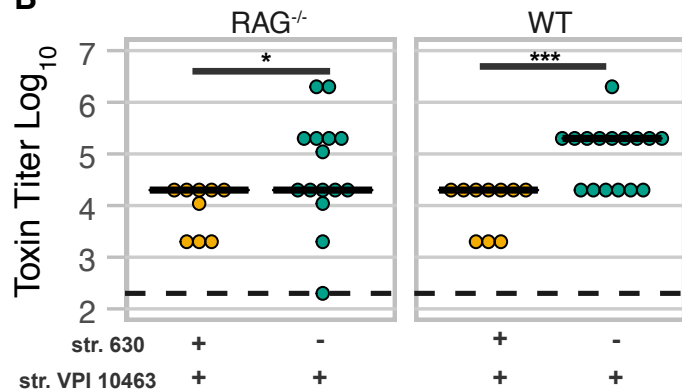 B
RAG-/- WT
Toxin Titer Log10
7
6
5
4
3
2
* ***
str. 630 + - + -
str. VPI 10463 + + + +